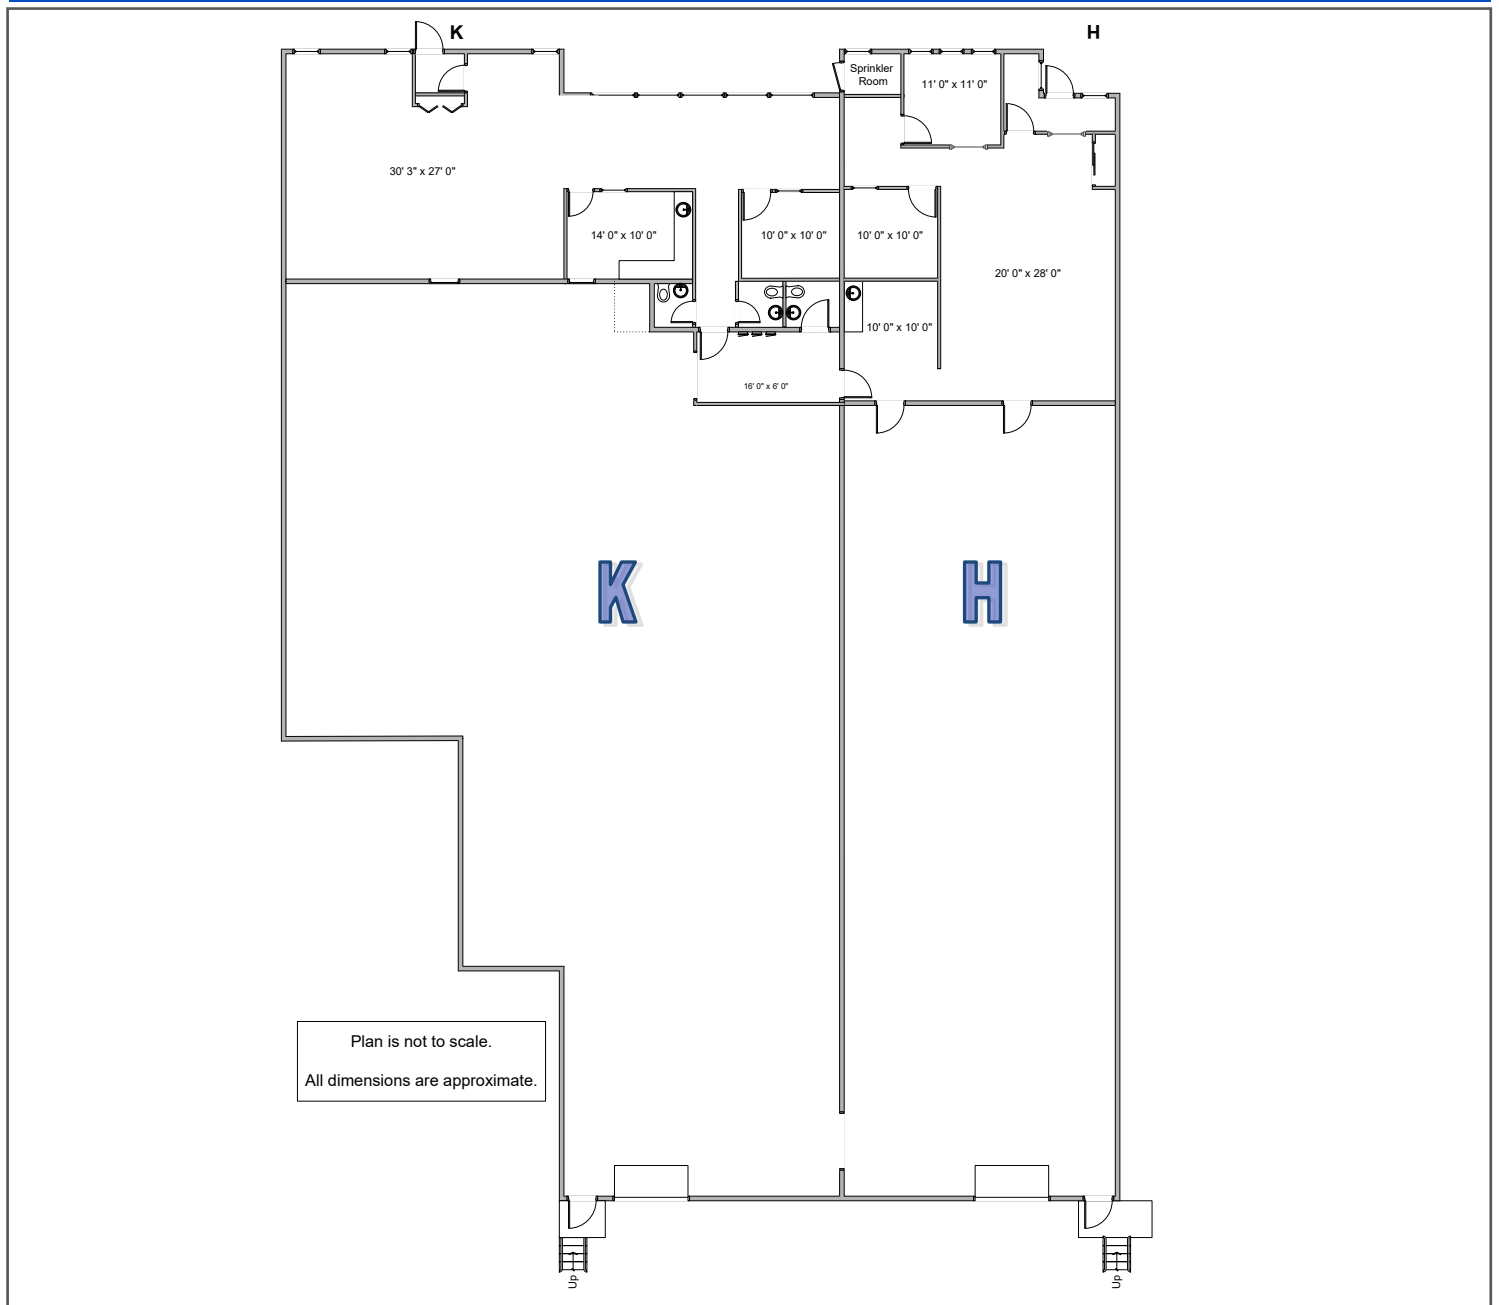 K
H
Sprinkler
Room
11' 0" x 11' 0"
30' 3" x 27' 0"
14' 0" x 10' 0"
10' 0" x 10' 0"
10' 0" x 10' 0"
20' 0" x 28' 0"
10' 0" x 10' 0"
16' 0" x 6' 0"
K
H
Plan is not to scale.
All dimensions are approximate.
Up
Up